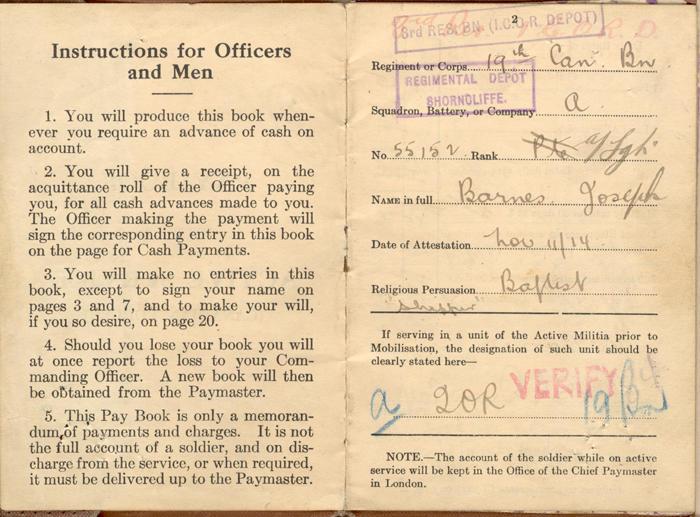 Instructions for Officers
and Men
1. You will produce this book when-
ever you require an advance of cash on
account.
2. You will give a receipt, on the
acquittance roll of the Officer paying
you, for all cash advances made to you.
The Officer making the payment will
sign the corresponding entry in this book
on the page for Cash Payments.
3. You will make no entries in this
book, except to sign your name on
pages 3 and 7, and to make your will,
if you so desire, on page 20.
4. Should you lose your book you will
at once report the loss to your Com-
manding Officer. A new book will then
be obtained from the Paymaster.
5. This Pay Book is only a memoran-
dum of payments and charges. It is not
the full account of a soldier, and on dis-
charge from the service, or when required,
it must be delivered up to the Paymaster.
2
3rd RES. BN (1.C.O.R. DEPOT)
Regiment or Corps 19th Can. Bn
REGIMENTAL DEPOT
SHORNCLIFFE.
Squadron, Battery, or Company A
No. 55152 Rank Pte a/Sgt
NAME in full Barnes Joseph
Date of Attestation Nov 11/14
Religious Persuasion Baptist
If serving in a unit of the Active Militia prior to
Mobilisation, the designation of such unit should be
clearly stated here—
a QOR VERIFY 19 Bn
NOTE.—The account of the soldier while on active
service will be kept in the Office of the Chief Paymaster
in London.